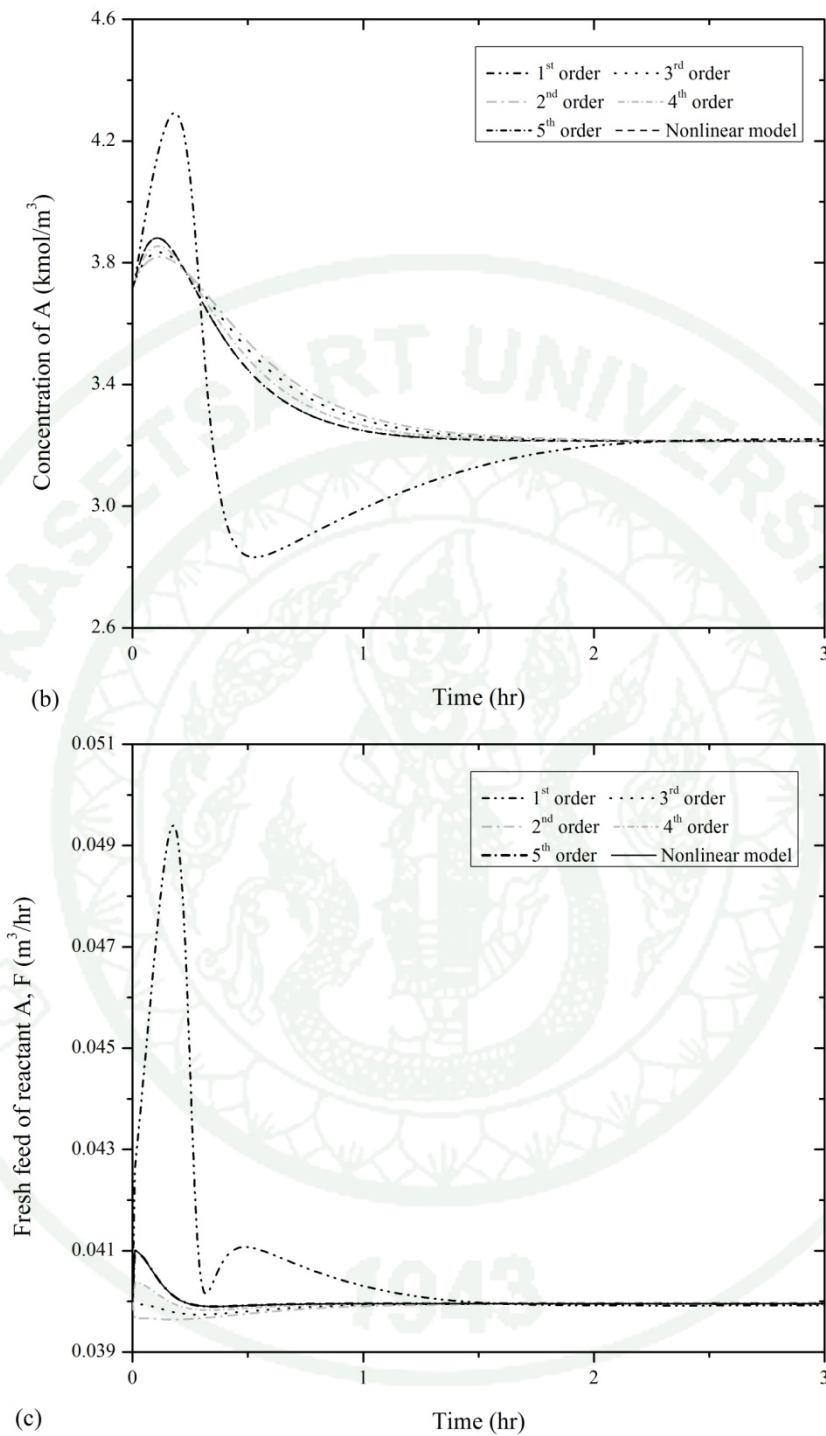 4.6
4.2
3.8
3.4
3.0
2.6
Concentration of A (kmol/m³)
1ˢᵗ order 3ʳᵈ order
2ⁿᵈ order 4ᵗʰ order
5ᵗʰ order Nonlinear model
0 1 2 3
(b) Time (hr)
0.051
0.049
0.047
0.045
0.043
0.041
0.039
Fresh feed of reactant A, F (m³/hr)
1ˢᵗ order 3ʳᵈ order
2ⁿᵈ order 4ᵗʰ order
5ᵗʰ order Nonlinear model
0 1 2 3
(c) Time (hr)
KASETSART UNIVERSI
1943